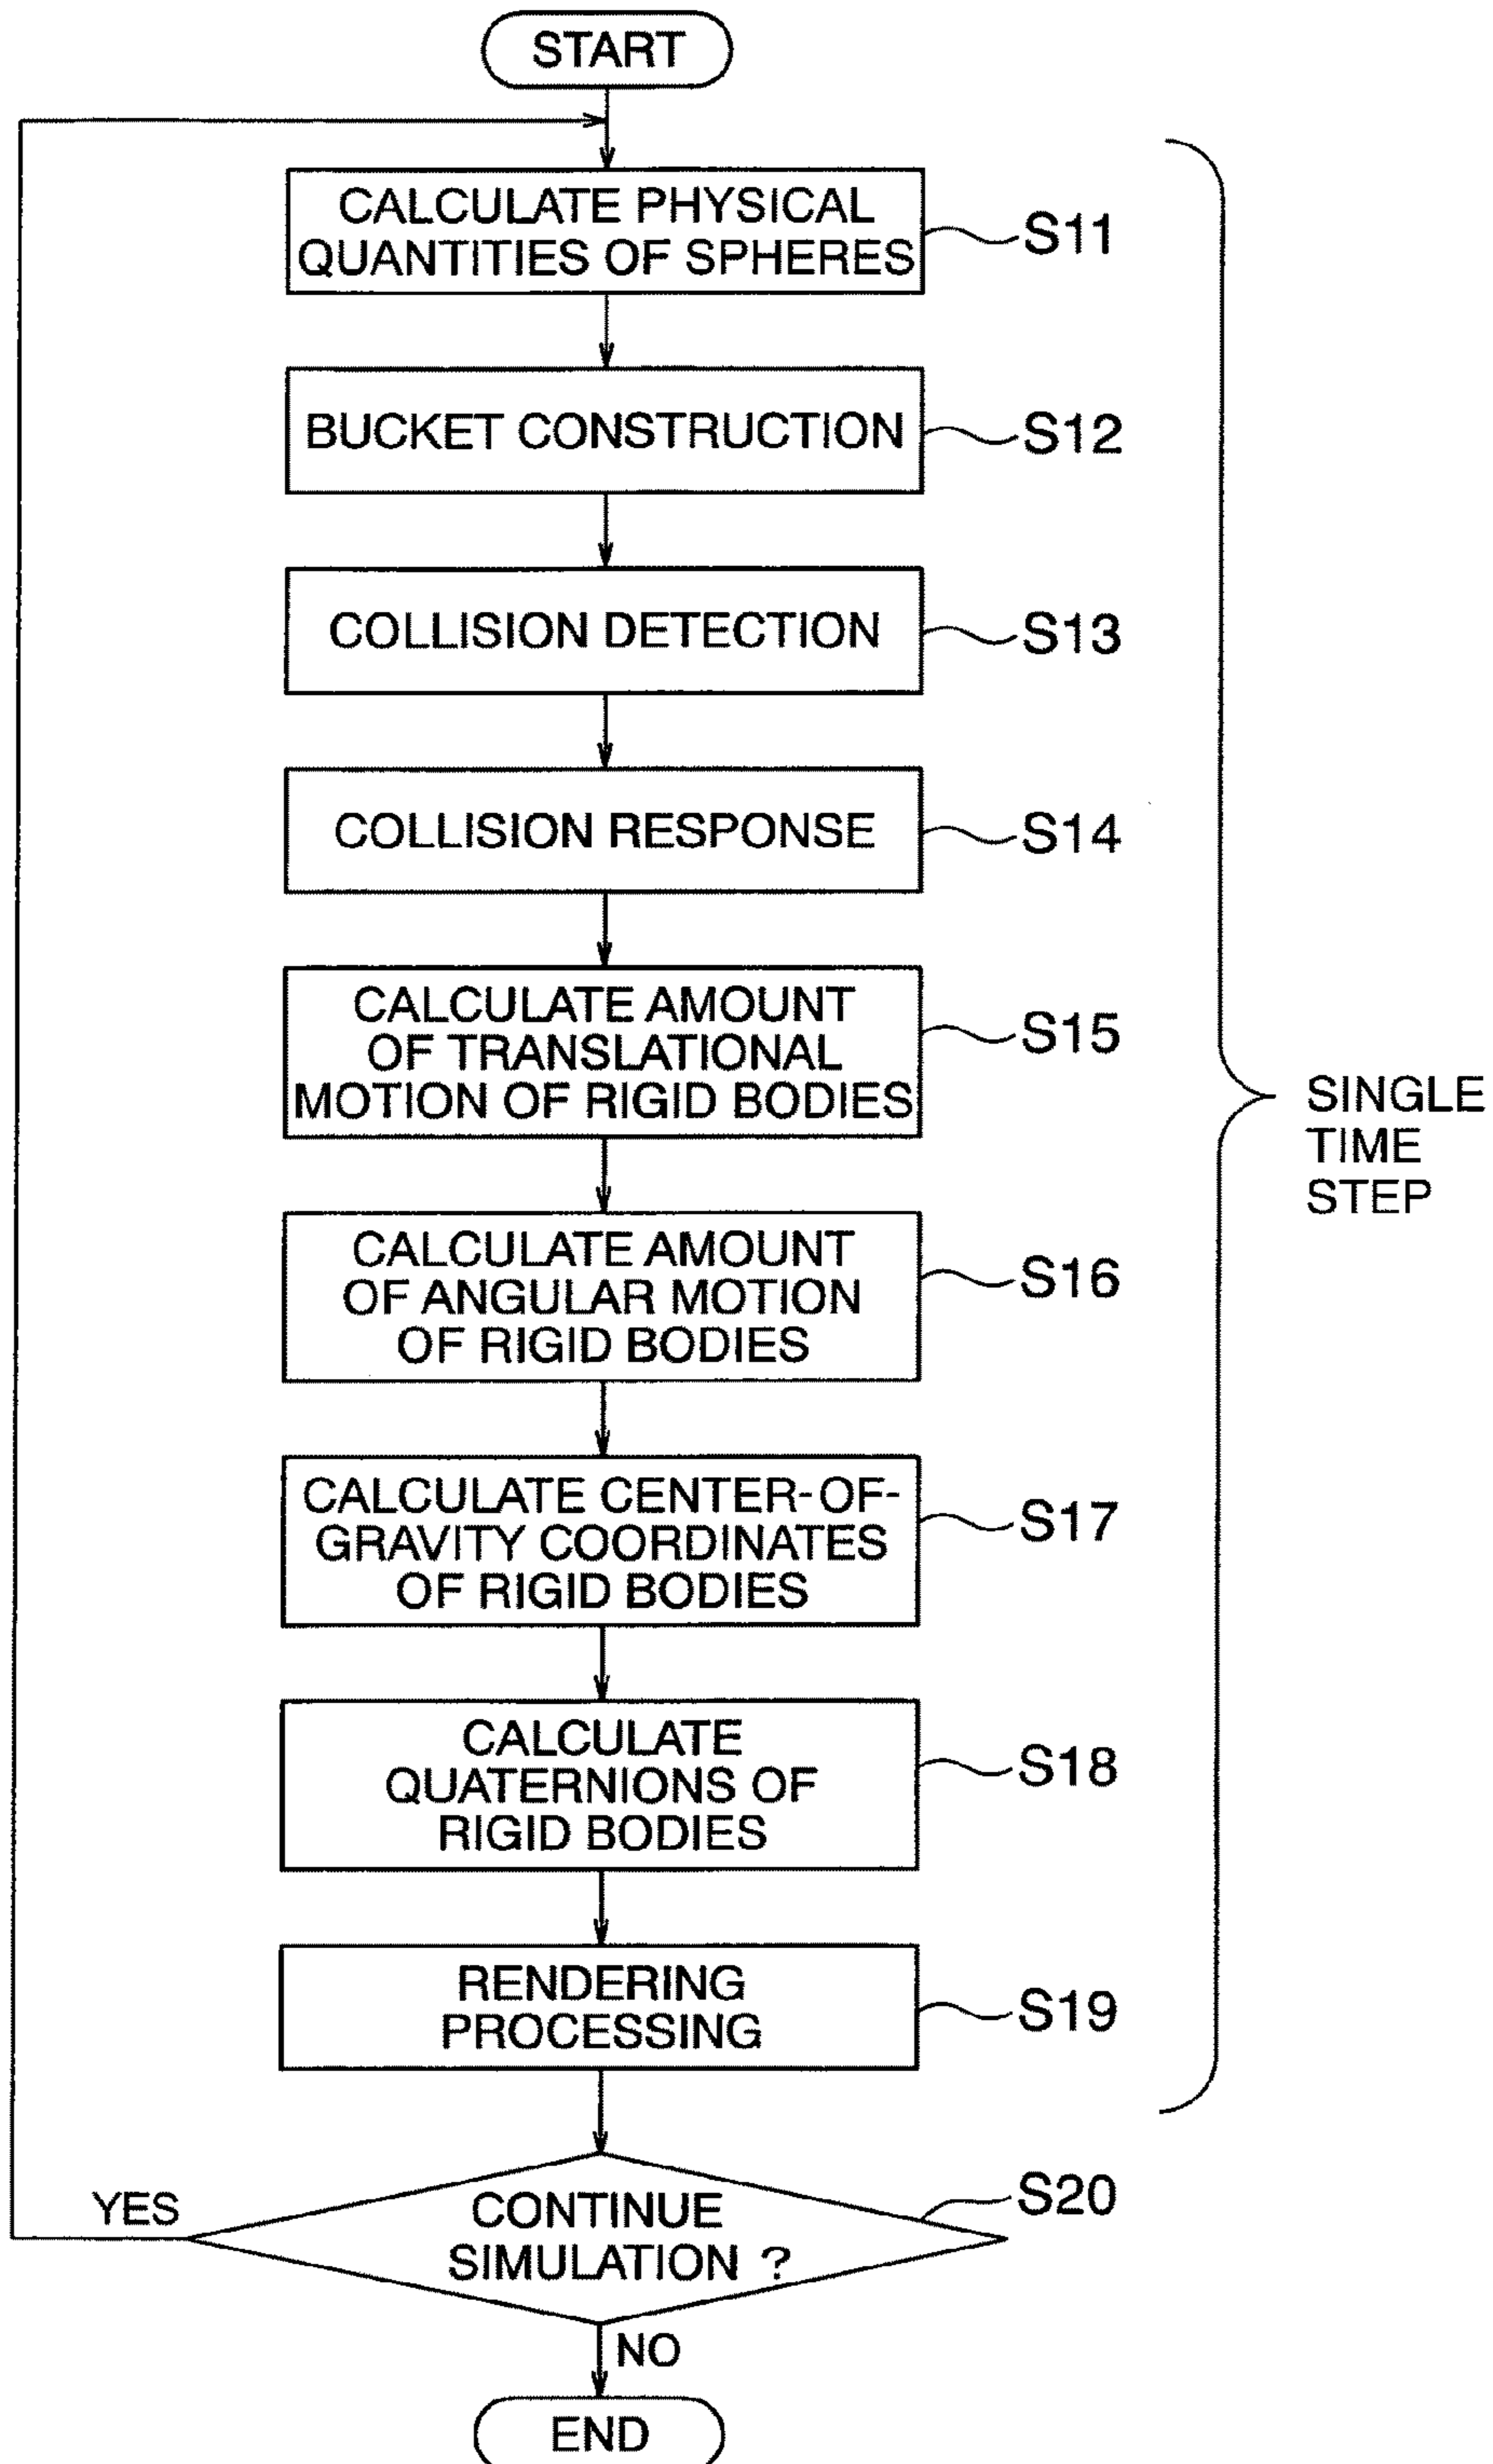 START
CALCULATE PHYSICAL
QUANTITIES OF SPHERES
S11
BUCKET CONSTRUCTION
S12
COLLISION DETECTION
S13
COLLISION RESPONSE
S14
CALCULATE AMOUNT
OF TRANSLATIONAL
MOTION OF RIGID BODIES
S15
SINGLE
TIME
STEP
CALCULATE AMOUNT
OF ANGULAR MOTION
OF RIGID BODIES
S16
CALCULATE CENTER-OF-
GRAVITY COORDINATES
OF RIGID BODIES
S17
CALCULATE
QUATERNIONS OF
RIGID BODIES
S18
RENDERING
PROCESSING
S19
CONTINUE
SIMULATION ?
S20
YES
NO
END